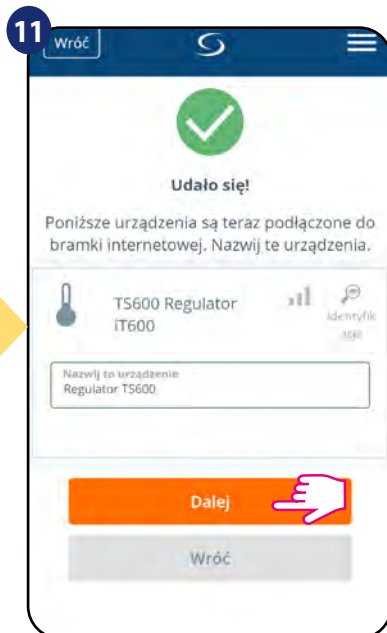 11
Wróć
Udało się!
Poniższe urządzenia są teraz podłączone do
bramki internetowej. Nazwij te urządzenia.
TS600 Regulator
iT600
Identyfik
acja
Nazwij to urządzenie
Regulator TS600
Dalej
Wróć